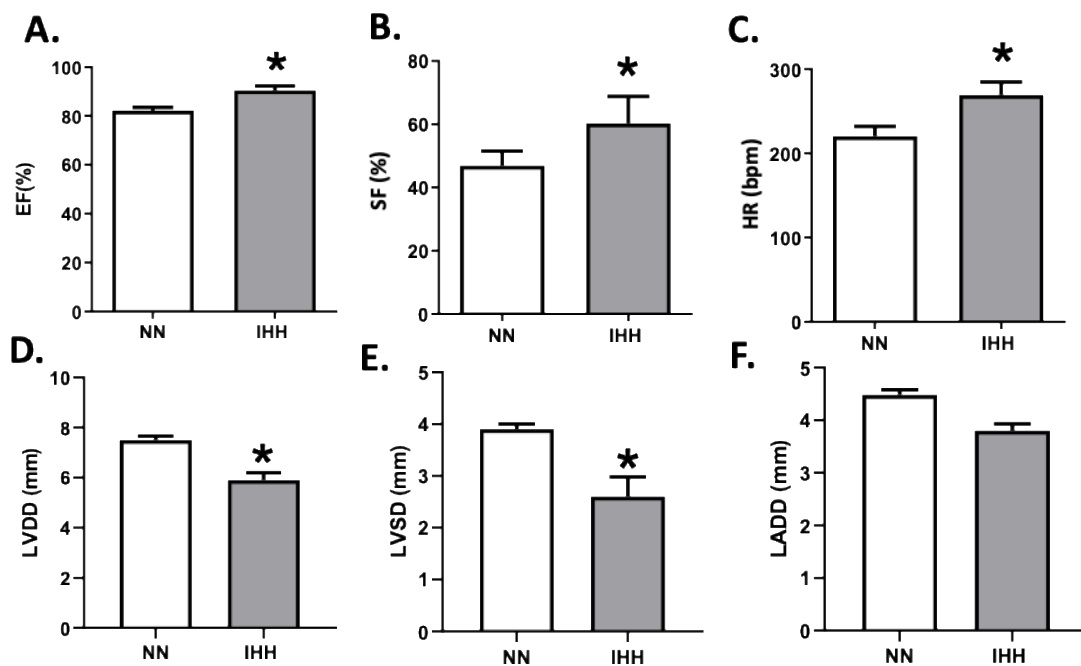 A.
EF(%)
100
80
60
40
20
0
NN IHH
*
B.
SF (%)
80
60
40
20
0
NN IHH
*
C.
HR (bpm)
300
200
100
0
NN IHH
*
D.
LVDD (mm)
10
8
6
4
2
0
NN IHH
*
E.
LVSD (mm)
5
4
3
2
1
0
NN IHH
*
F.
LADD (mm)
5
4
3
2
1
0
NN IHH